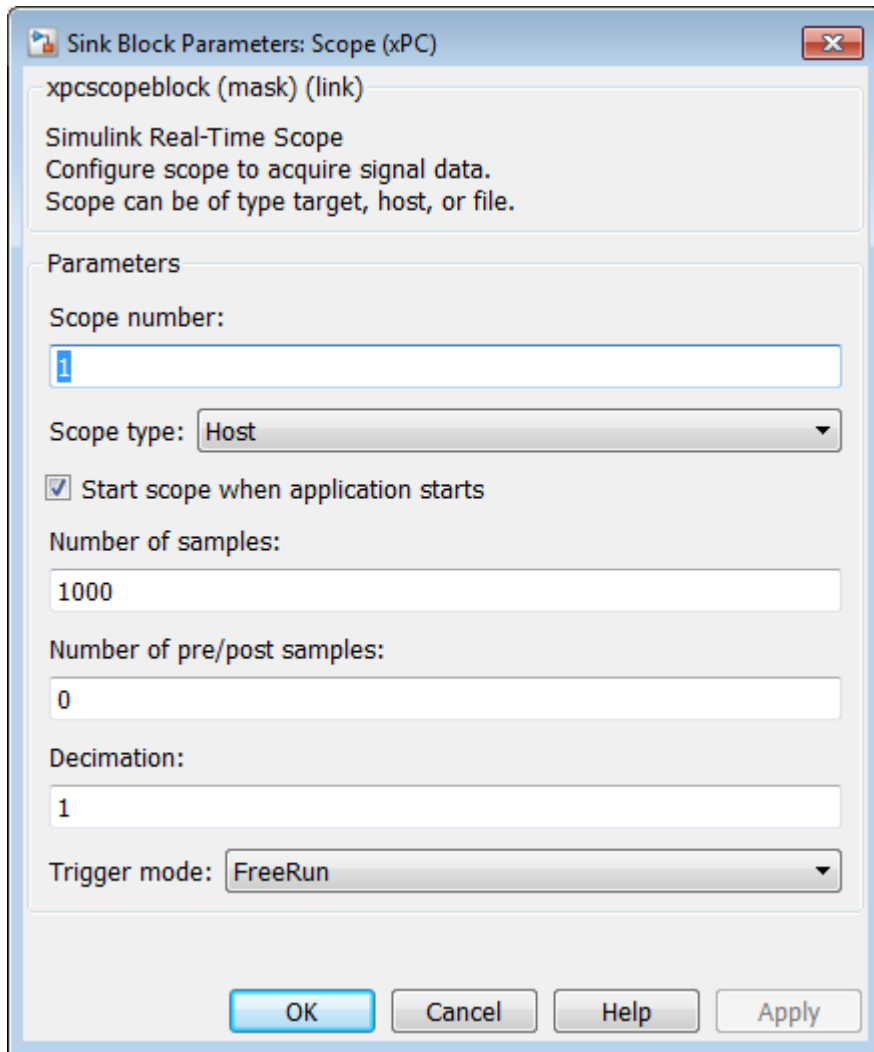 Sink Block Parameters: Scope (xPC)
xpcscopeblock (mask) (link)
Simulink Real-Time Scope
Configure scope to acquire signal data.
Scope can be of type target, host, or file.
Parameters
Scope number:
1
Scope type: Host
Start scope when application starts
Number of samples:
1000
Number of pre/post samples:
0
Decimation:
1
Trigger mode: FreeRun
OK Cancel Help Apply